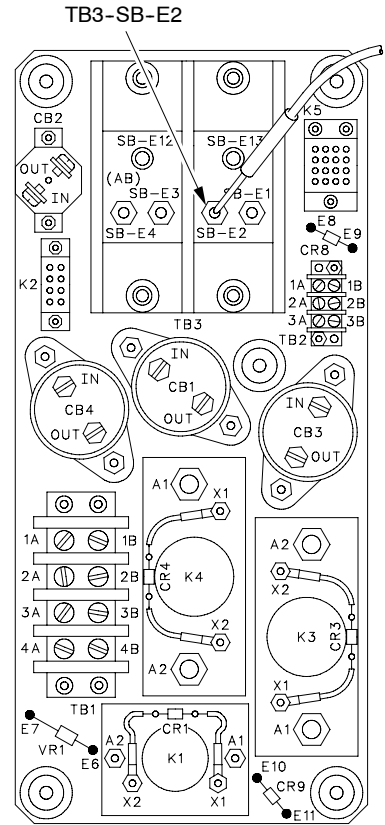 TB3-SB-E2
CB2
K5
SB-E12
SB-E13
OUT
IN
(AB)
SB-E3
SB-E1
SB-E4
SB-E2
E8
E9
K2
CR8
1A
1B
2A
2B
3A
3B
TB2
TB3
IN
CB1
OUT
IN
CB4
OUT
IN
CB3
OUT
A1
X1
1A
1B
A2
2A
2B
CR4
K4
X2
3A
3B
K3
CR3
X2
4A
4B
A2
X1
A1
TB1
E7
CR1
VR1
E6
A2
K1
A1
X2
X1
E10
CR9
E11